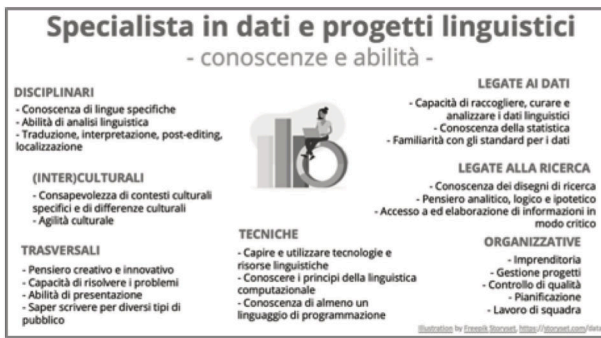 Specialista in dati e progetti linguistici
- conoscenze e abilità -
DISCIPLINARI
- Conoscenza di lingue specifiche
- Abilità di analisi linguistica
- Traduzione, interpretazione, post-editing,
localizzazione
(INTER)CULTURALI
- Consapevolezza di contesti culturali
specifici e di differenze culturali
- Agilità culturale
TRASVERSALI
- Pensiero creativo e innovativo
- Capacità di risolvere i problemi
- Abilità di presentazione
- Saper scrivere per diversi tipi di
pubblico
TECNICHE
- Capire e utilizzare tecnologie e
risorse linguistiche
- Conoscere i principi della linguistica
computazionale
- Conoscenza di almeno un
linguaggio di programmazione
LEGATE AI DATI
- Capacità di raccogliere, curare e
analizzare i dati linguistici
- Conoscenza della statistica
- Familiarità con gli standard per i dati
LEGATE ALLA RICERCA
- Conoscenza dei disegni di ricerca
- Pensiero analitico, logico e ipotetico
- Accesso a ed elaborazione di informazioni in
modo critico
ORGANIZZATIVE
- Imprenditoria
- Gestione progetti
- Controllo di qualità
- Pianificazione
- Lavoro di squadra
Illustration by Freepik Storyset, https://storyset.com/data